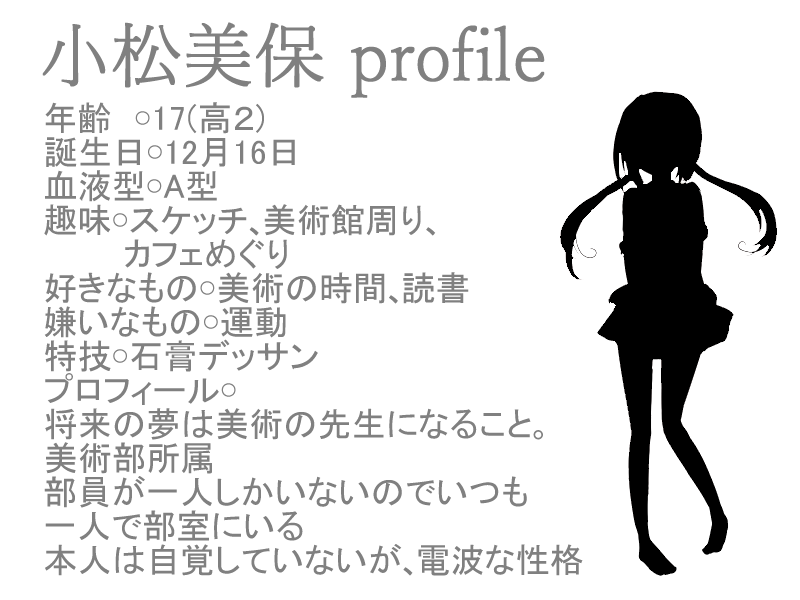 小松美保 profile
年齢　○17(高２)
誕生日○12月16日
血液型○A型
趣味○スケッチ、美術館周り、
カフェめぐり
好きなもの○美術の時間、読書
嫌いなもの○運動
特技○石膏デッサン
プロフィール○
将来の夢は美術の先生になること。
美術部所属
部員が一人しかいないのでいつも
一人で部室にいる
本人は自覚していないが、電波な性格